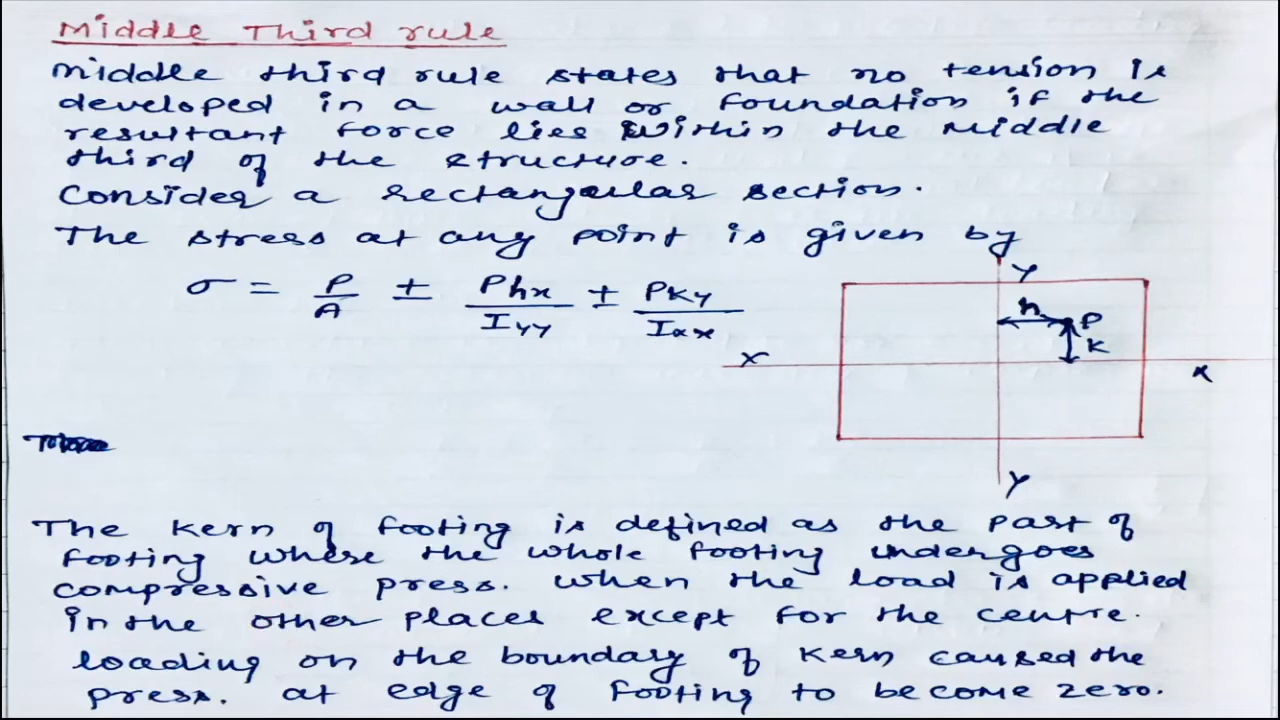 Middle Third rule
Middle third rule states that no tension is
developed in a wall or foundation if the
resultant force lies within the Middle
third of the structure.
Consider a rectangular section.
The stress at any point is given by
σ = P/A ± Phx/Iyy ± PKy/Ixx
Y
h
P
K
X
X
Y
The Kern of footing is defined as the part of
footing where the whole footing undergoes
compressive press. when the load is applied
in the other places except for the centre.
loading on the boundary of Kern caused the
press. at edge of footing to become zero.